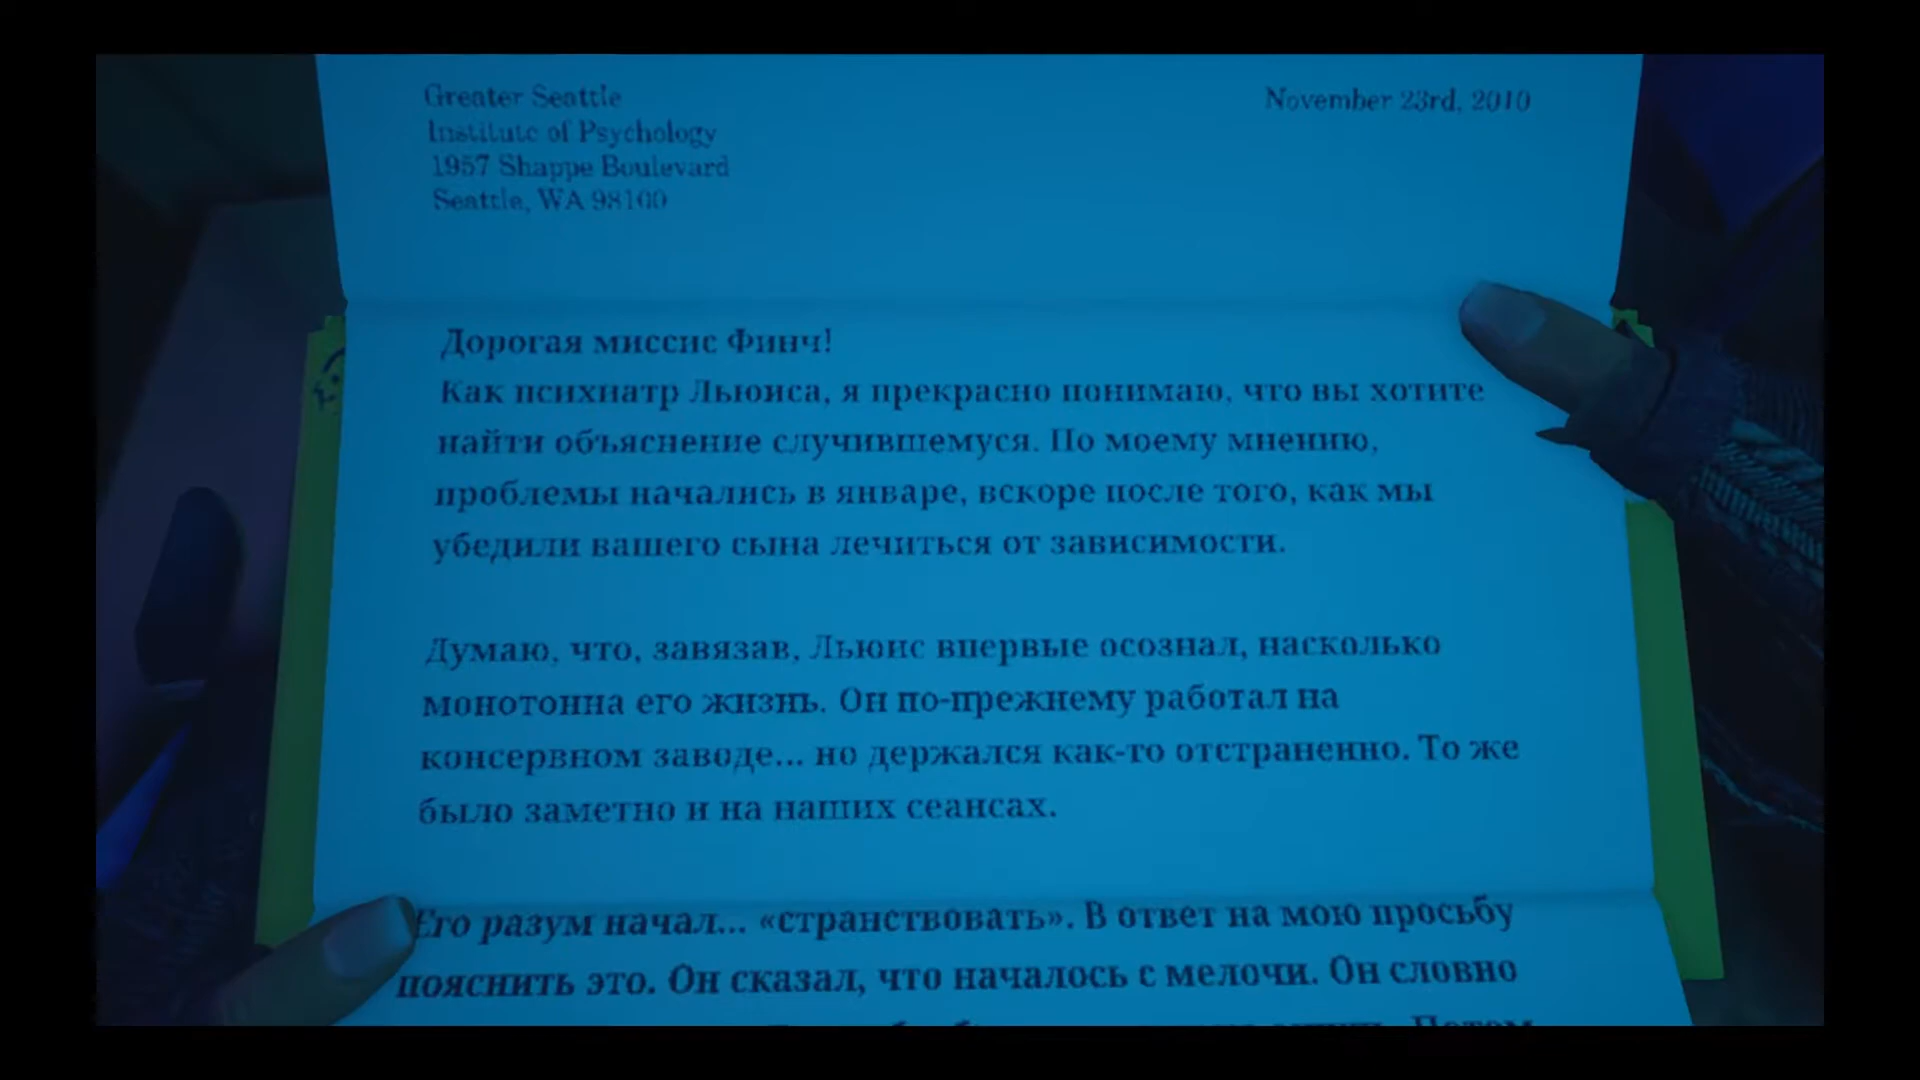 Greater Seattle
Institute of Psychology
1957 Shappe Boulevard
Seattle, WA 98100
November 23rd, 2010
Дорогая миссис Финч!
Как психиатр Льюиса, я прекрасно понимаю, что вы хотите
найти объяснение случившемуся. По моему мнению,
проблемы начались в январе, вскоре после того, как мы
убедили вашего сына лечиться от зависимости.
Думаю, что, завязав, Льюис впервые осознал, насколько
монотонна его жизнь. Он по-прежнему работал на
консервном заводе... но держался как-то отстраненно. То же
было заметно и на наших сеансах.
Его разум начал... «странствовать». В ответ на мою просьбу
пояснить это. Он сказал, что началось с мелочи. Он словно
Потом